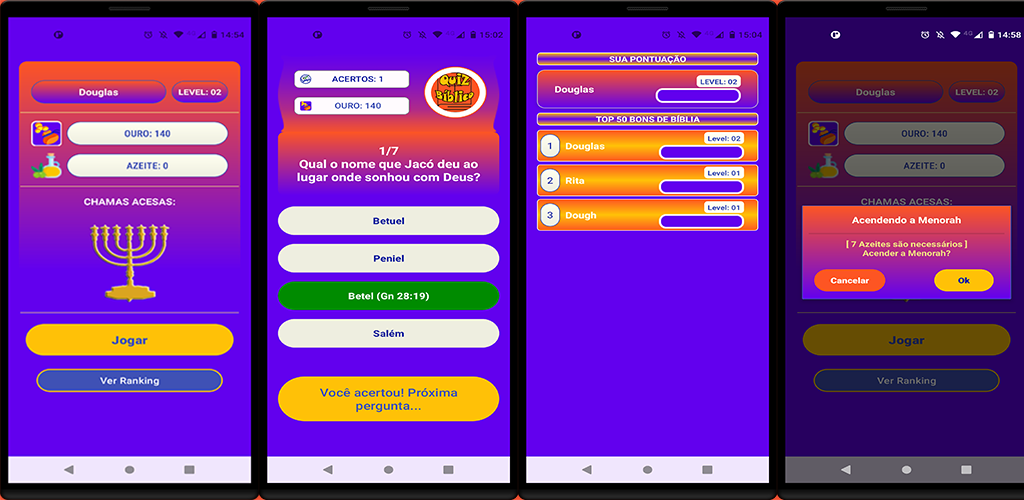 14:54
Douglas
LEVEL: 02
OURO: 140
AZEITE: 0
CHAMAS ACESAS:
Jogar
Ver Ranking
15:02
ACERTOS: 1
OURO: 140
QUIZ
Bíblico
1/7
Qual o nome que Jacó deu ao
lugar onde sonhou com Deus?
Betuel
Peniel
Betel (Gn 28:19)
Salém
Você acertou! Próxima
pergunta...
15:04
SUA PONTUAÇÃO
LEVEL: 02
Douglas
TOP 50 BONS DE BÍBLIA
1
Douglas
Level: 02
2
Rita
Level: 01
3
Dough
Level: 01
4G
14:58
Douglas
LEVEL: 02
OURO: 140
AZEITE: 0
CHAMAS ACESAS:
Acendendo a Menorah
[ 7 Azeites são necessários ]
Acender a Menorah?
Cancelar
Ok
Jogar
Ver Ranking